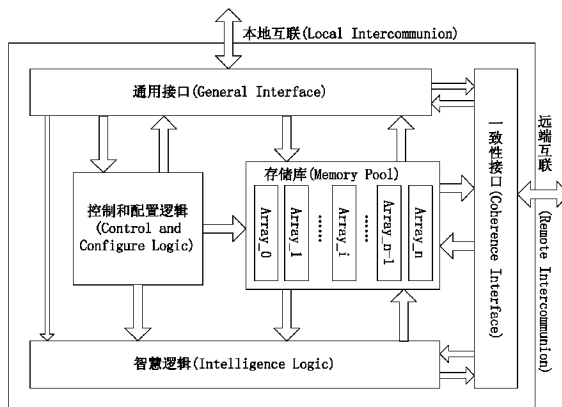 本地互联(Local Intercommunion)
通用接口(General Interface)
控制和配置逻辑
(Control and
Configure Logic)
存储库(Memory Pool)
Array_0
Array_1
......
Array_i
......
Array_n-1
Array_n
一致性接口(Coherence Interface)
远端互联
(Remote Intercommunion)
智慧逻辑(Intelligence Logic)